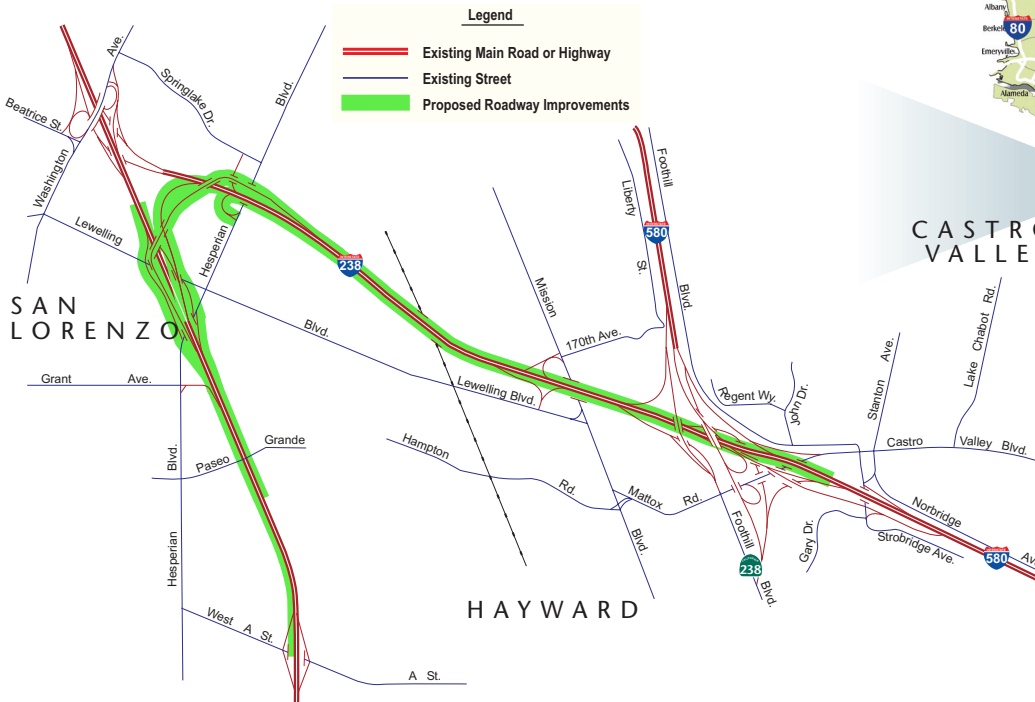 Legend
Existing Main Road or Highway
Existing Street
Proposed Roadway Improvements
Albany
80
Emeryville
Alameda
Ave.
Springlake Dr.
Blvd.
Beatrice St.
Washington
Lewelling
Hesperian
238
SAN
LORENZO
Blvd.
Grant Ave.
Blvd.
Paseo
Grande
Hesperian
West A St.
A St.
Mission
170th Ave.
Lewelling Blvd.
Hampton
Rd.
Mattox
Rd.
Blvd.
Liberty
St.
Foothill
580
Blvd.
CASTRO
VALLE
Regent Wy.
John Dr.
Stanton Ave.
Lake Chabot Rd.
Castro
Valley Blvd.
Norbridge
Strobridge Ave.
Gary Dr.
Foothill
238
Blvd.
580
HAYWARD